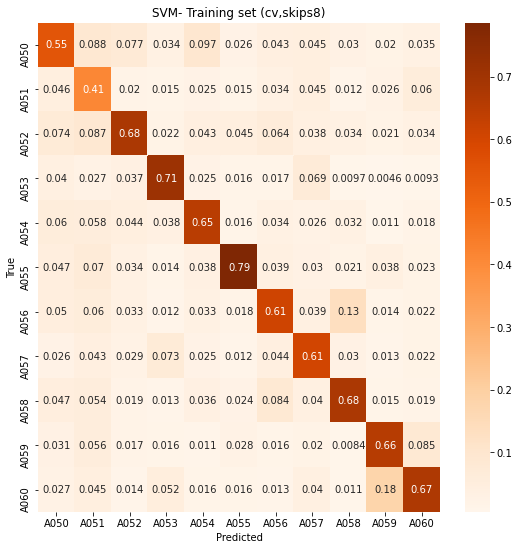 SVM- Training set (cv,skips8)
A050 0.55 0.088 0.077 0.034 0.097 0.026 0.043 0.045 0.03 0.02 0.035
A051 0.046 0.41 0.02 0.015 0.025 0.015 0.034 0.045 0.012 0.026 0.06
A052 0.074 0.087 0.68 0.022 0.043 0.045 0.064 0.038 0.034 0.021 0.034
A053 0.04 0.027 0.037 0.71 0.025 0.016 0.017 0.069 0.0097 0.0046 0.0093
A054 0.06 0.058 0.044 0.038 0.65 0.016 0.034 0.026 0.032 0.011 0.018
A055 0.047 0.07 0.034 0.014 0.038 0.79 0.039 0.03 0.021 0.038 0.023
A056 0.05 0.06 0.033 0.012 0.033 0.018 0.61 0.039 0.13 0.014 0.022
A057 0.026 0.043 0.029 0.073 0.025 0.012 0.044 0.61 0.03 0.013 0.022
A058 0.047 0.054 0.019 0.013 0.036 0.024 0.084 0.04 0.68 0.015 0.019
A059 0.031 0.056 0.017 0.016 0.011 0.028 0.016 0.02 0.0084 0.66 0.085
A060 0.027 0.045 0.014 0.052 0.016 0.016 0.013 0.04 0.011 0.18 0.67
A050 A051 A052 A053 A054 A055 A056 A057 A058 A059 A060
Predicted
True
0.7
0.6
0.5
0.4
0.3
0.2
0.1